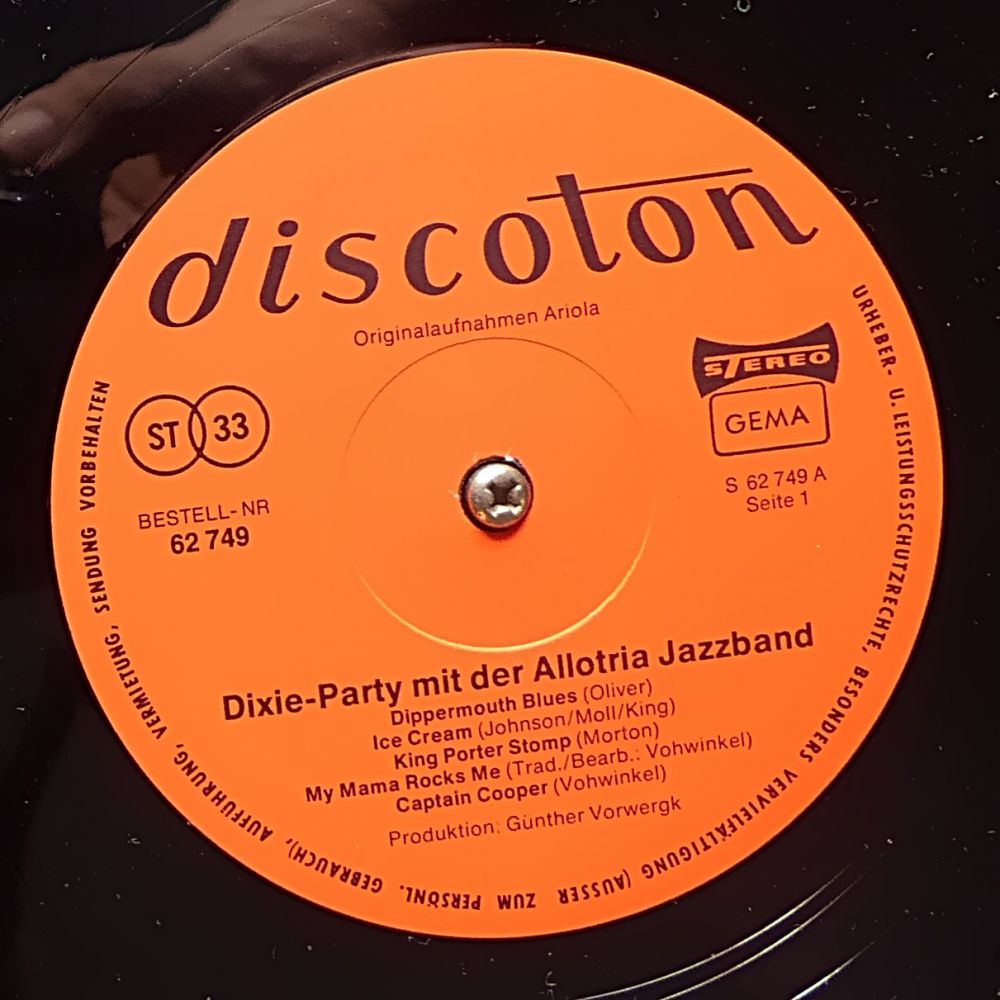 discoton
Originalaufnahmen Ariola
ST 33
BESTELL-NR
62 749
STEREO
GEMA
S 62 749 A
Seite 1
Dixie-Party mit der Allotria Jazzband
Dippermouth Blues (Oliver)
Ice Cream (Johnson/Moll/King)
King Porter Stomp (Morton)
My Mama Rocks Me (Trad./Bearb.: Vohwinkel)
Captain Cooper (Vohwinkel)
Produktion: Günther Vorwergk
URHEBER- U. LEISTUNGSSCHUTZRECHTE, BESONDERS VERVIELFÄLTIGUNG (AUSSER ZUM PERSÖNL. GEBRAUCH), AUFFÜHRUNG, VERMIETUNG, SENDUNG VORBEHALTEN